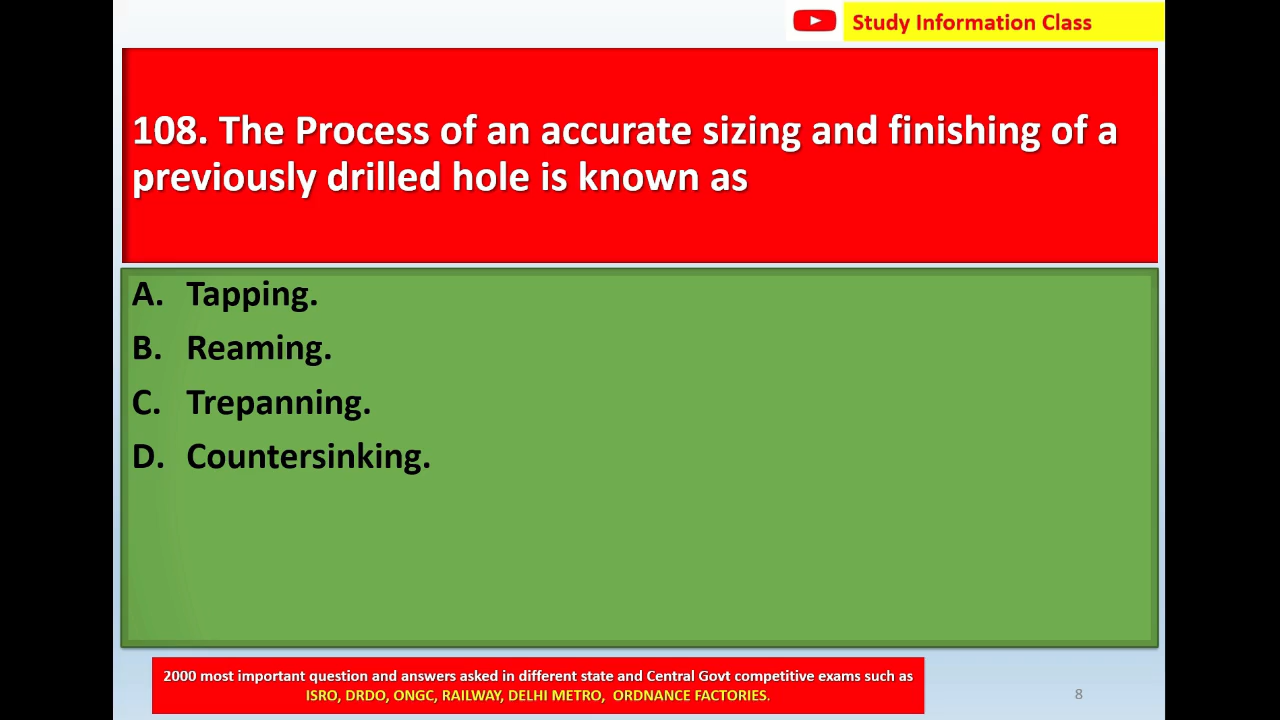 Study Information Class
108. The Process of an accurate sizing and finishing of a
previously drilled hole is known as
A. Tapping.
B. Reaming.
C. Trepanning.
D. Countersinking.
2000 most important question and answers asked in different state and Central Govt competitive exams such as
ISRO, DRDO, ONGC, RAILWAY, DELHI METRO, ORDNANCE FACTORIES.
8